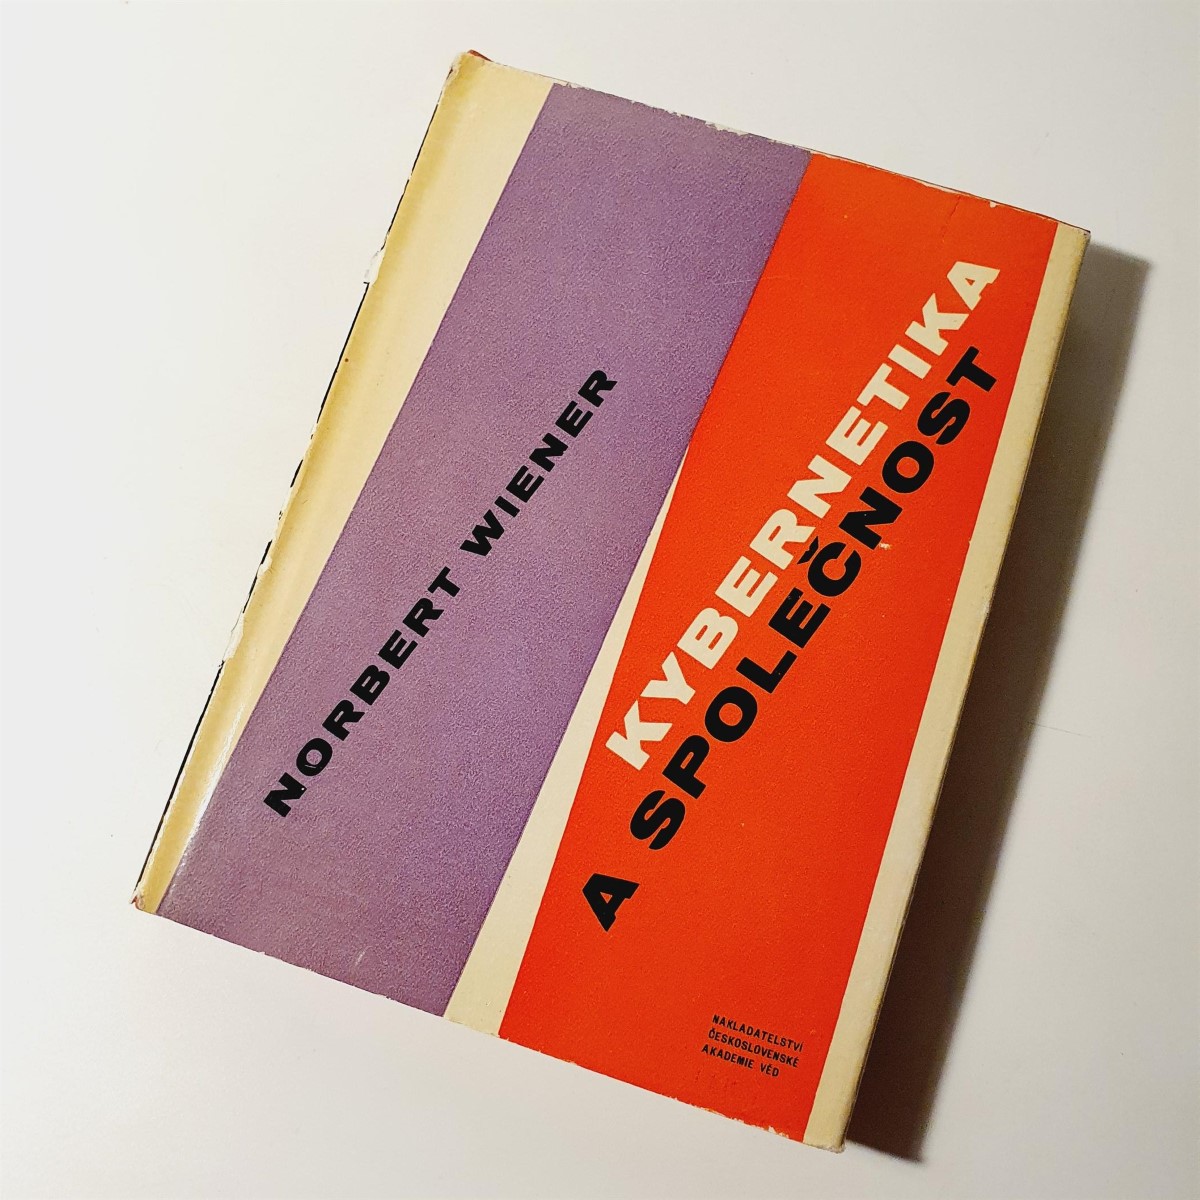 NORBERT WIENER
KYBERNETIKA
A SPOLEČNOST
NAKLADATELSTVÍ
ČESKOSLOVENSKÉ
AKADEMIE VĚD